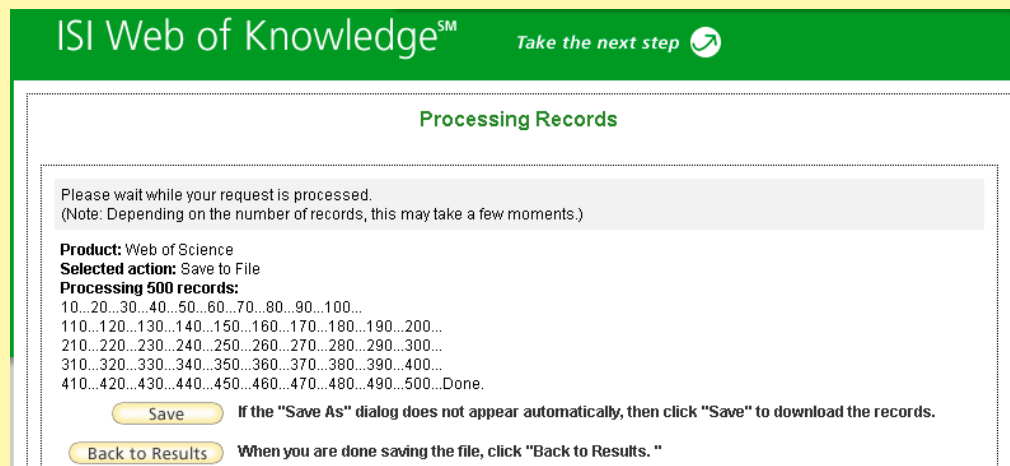 ISI Web of Knowledge℠ Take the next step
Processing Records
Please wait while your request is processed.
(Note: Depending on the number of records, this may take a few moments.)
Product: Web of Science
Selected action: Save to File
Processing 500 records:
10...20...30...40...50...60...70...80...90...100...
110...120...130...140...150...160...170...180...190...200...
210...220...230...240...250...260...270...280...290...300...
310...320...330...340...350...360...370...380...390...400...
410...420...430...440...450...460...470...480...490...500...Done.
Save If the "Save As" dialog does not appear automatically, then click "Save" to download the records.
Back to Results When you are done saving the file, click "Back to Results. "